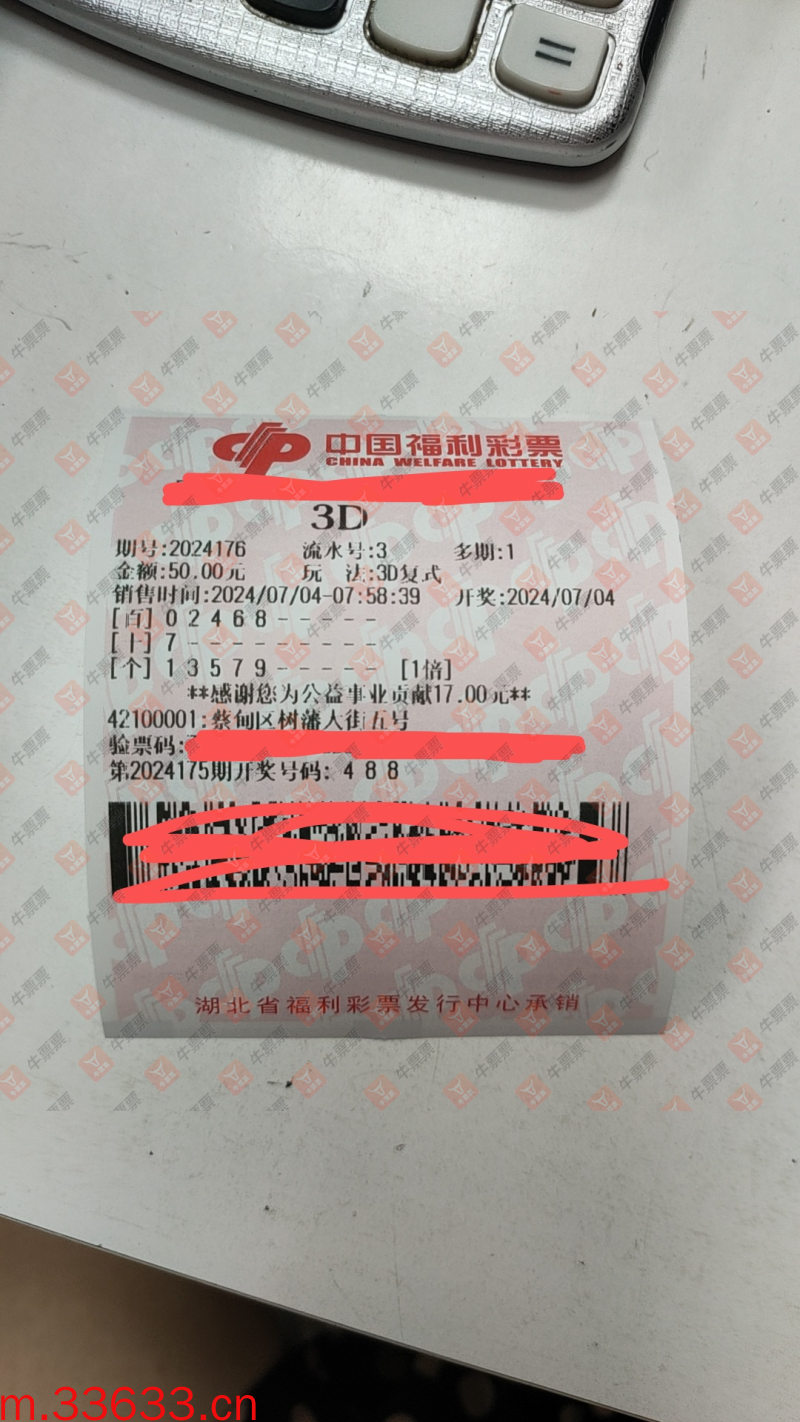 =
中国福利彩票
CHINA WELFARE LOTTERY
3D
期号:2024176 流水号:3 多期:1
金额:50.00元 玩 法:3D复式
销售时间:2024/07/04-07:58:39 开奖:2024/07/04
[百] 0 2 4 6 8 - - - - -
[十] 7 - - - - - - - - -
[个] 1 3 5 7 9 - - - - - [1倍]
**感谢您为公益事业贡献17.00元**
42100001:蔡甸区树藩大街五号
验票码:
第2024175期开奖号码: 4 8 8
湖北省福利彩票发行中心承销
牛票票
m.33633.cn